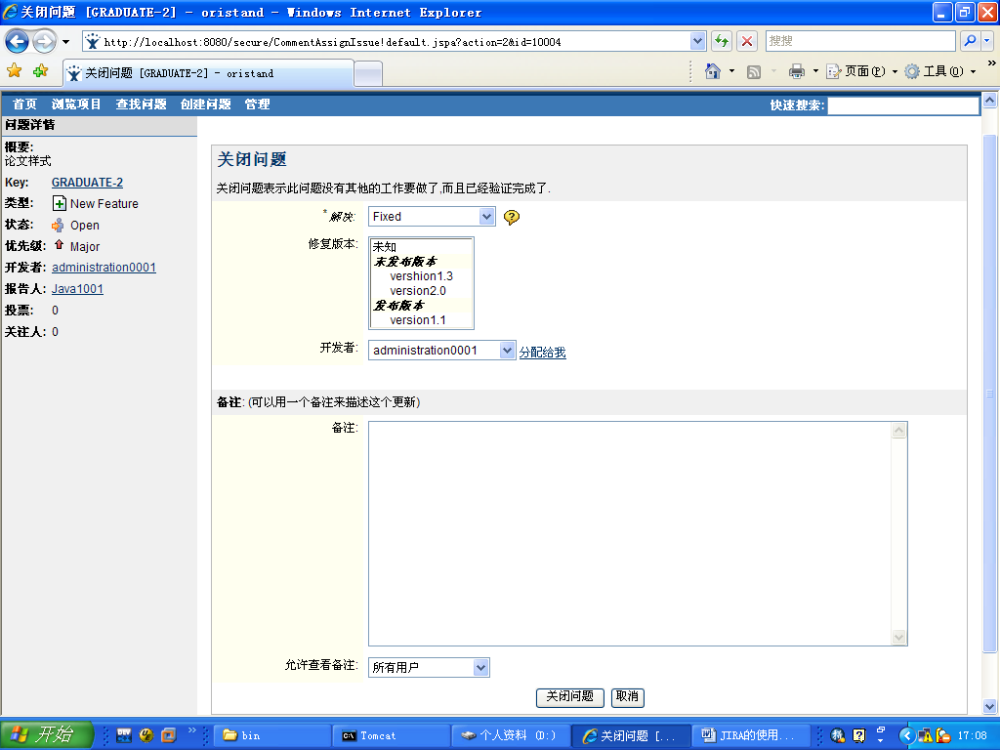 关闭问题 [GRADUATE-2] - oristand - Windows Internet Explorer
http://localhost:8080/secure/CommentAssignIssue!default.jspa?action=2&id=10004
搜搜
关闭问题 [GRADUATE-2] - oristand
页面(P)
工具(O)
首页 浏览项目 查找问题 创建问题 管理
快速搜索:
问题详情
概要:
论文样式
Key: GRADUATE-2
类型: New Feature
状态: Open
优先级: Major
开发者: administration0001
报告人: Java1001
投票: 0
关注人: 0
关闭问题
关闭问题表示此问题没有其他的工作要做了,而且已经验证完成了.
*解决: Fixed
修复版本: 未知
未发布版本
vershion1.3
version2.0
发布版本
version1.1
开发者: administration0001 分配给我
备注: (可以用一个备注来描述这个更新)
备注:
允许查看备注: 所有用户
关闭问题 取消
开始
bin
Tomcat
个人资料 (D:)
关闭问题 [...
JIRA的使用...
17:08